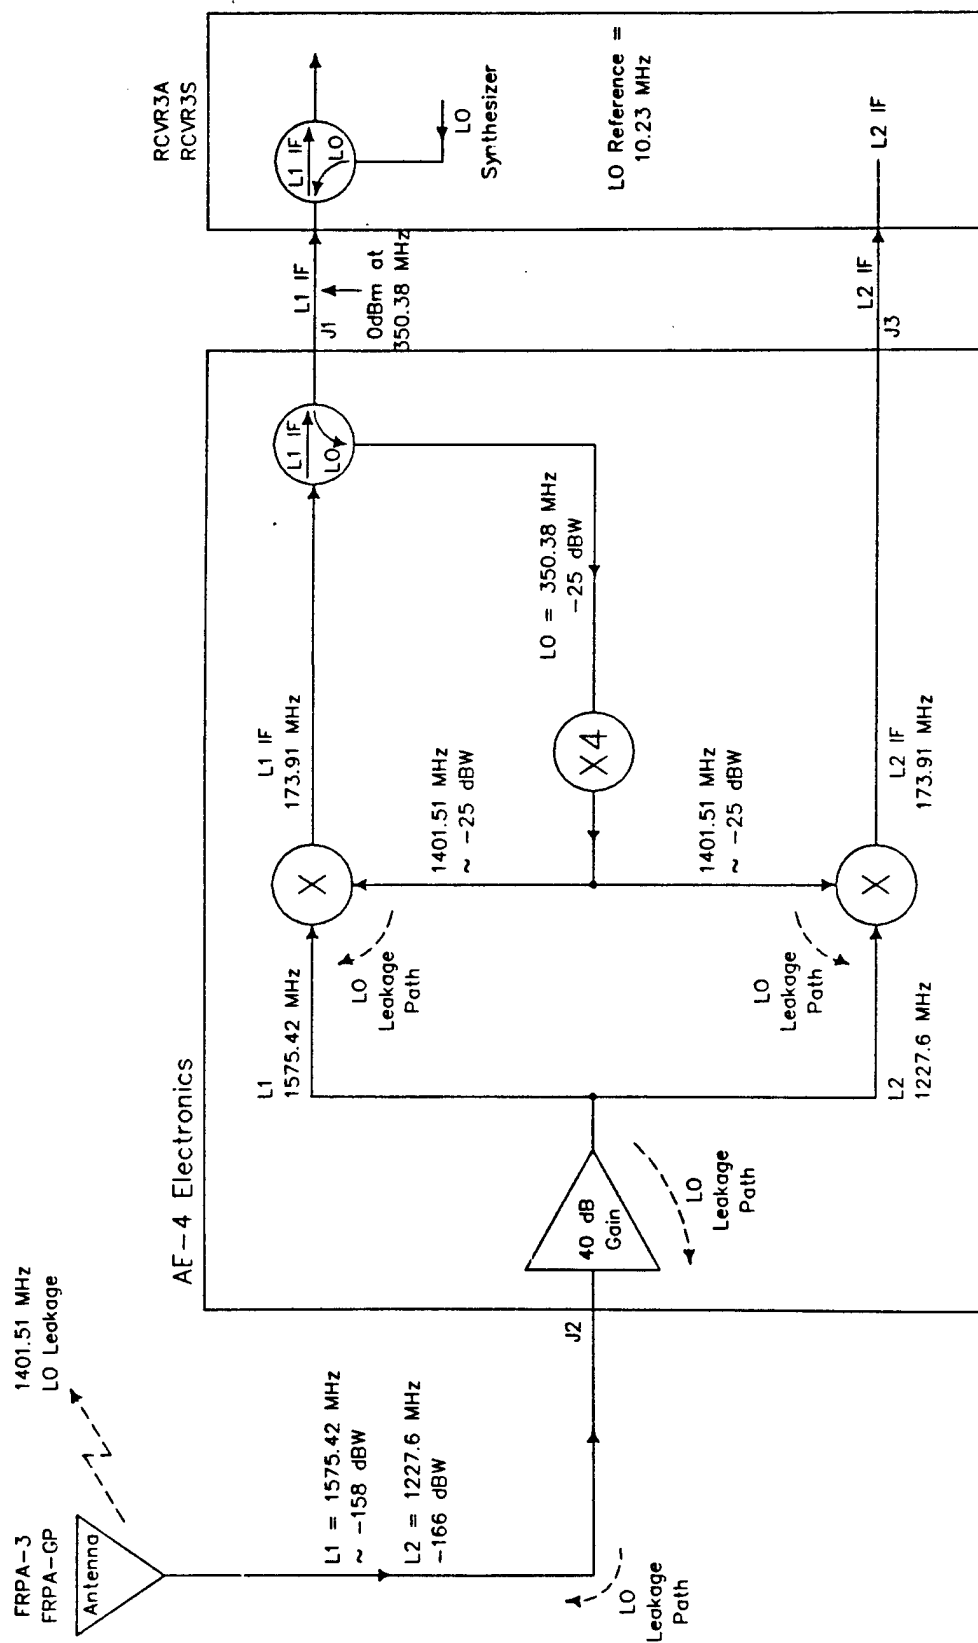 FRPA-3
FRPA-GP
Antenna
1401.51 MHz
LO Leakage
L1 = 1575.42 MHz
~ -158 dBW
L2 = 1227.6 MHz
-166 dBW
LO
Leakage
Path
J2
AE-4 Electronics
40 dB
Gain
LO
Leakage
Path
L1
1575.42 MHz
L2
1227.6 MHz
LO
Leakage
Path
LO
Leakage
Path
X
X
1401.51 MHz
~ -25 dBW
1401.51 MHz
~ -25 dBW
X4
L1 IF
173.91 MHz
L2 IF
173.91 MHz
LO = 350.38 MHz
-25 dBW
L1 IF
LO
J1
L1 IF
0dBm at
350.38 MHz
J3
L2 IF
RCVR3A
RCVR3S
L1 IF
LO
LO
Synthesizer
LO Reference =
10.23 MHz
L2 IF